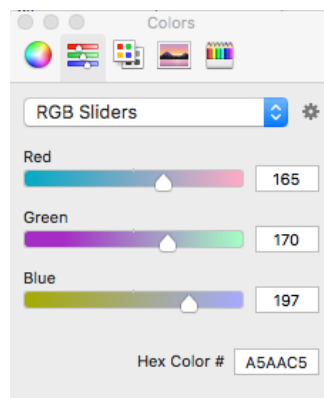 Colors
RGB Sliders
Red
165
Green
170
Blue
197
Hex Color # A5AAC5